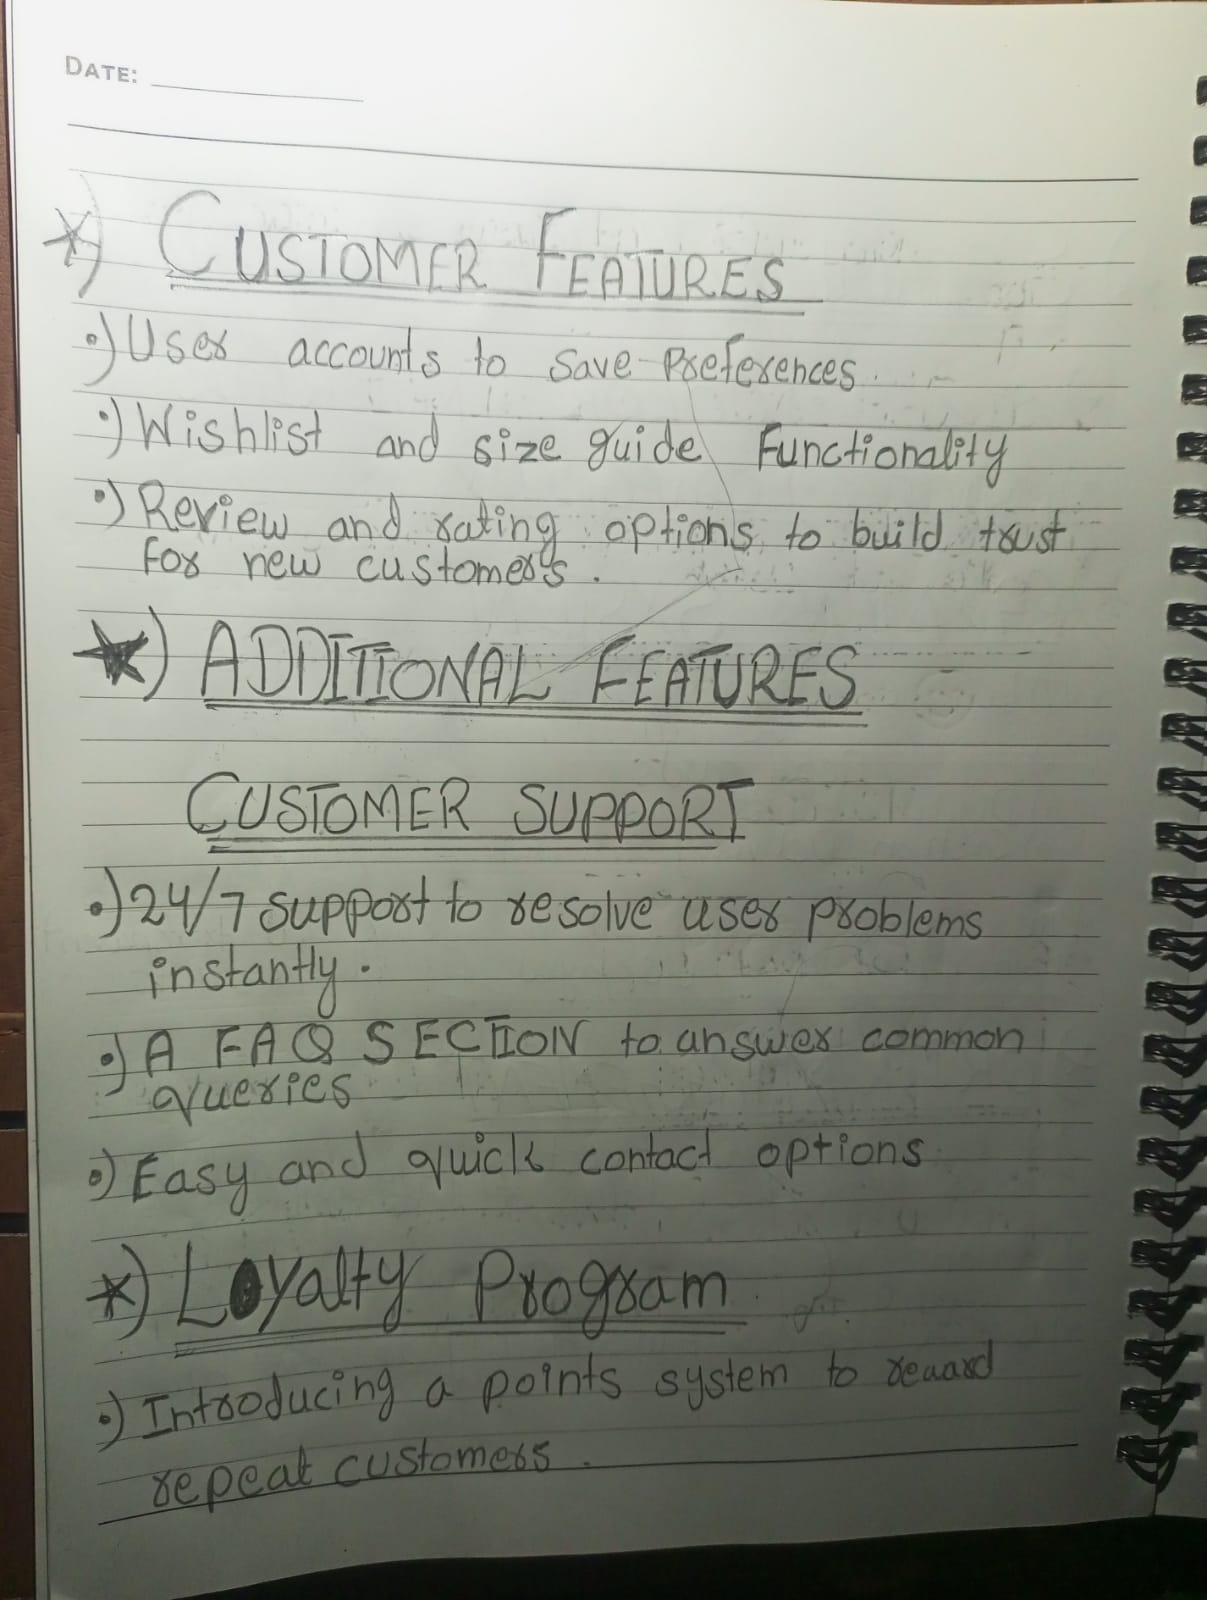 DATE:
*) CUSTOMER FEATURES
•) User accounts to save Preferences.
•) Wishlist and size guide Functionality
•) Review and rating options to build trust
for new customers.
*) ADDITIONAL FEATURES
CUSTOMER SUPPORT
•) 24/7 support to resolve user problems
instantly.
•) A FAQ SECTION to answer common
queries
•) Easy and quick contact options
*) Loyalty Program
•) Introducing a points system to reward
repeat customers.